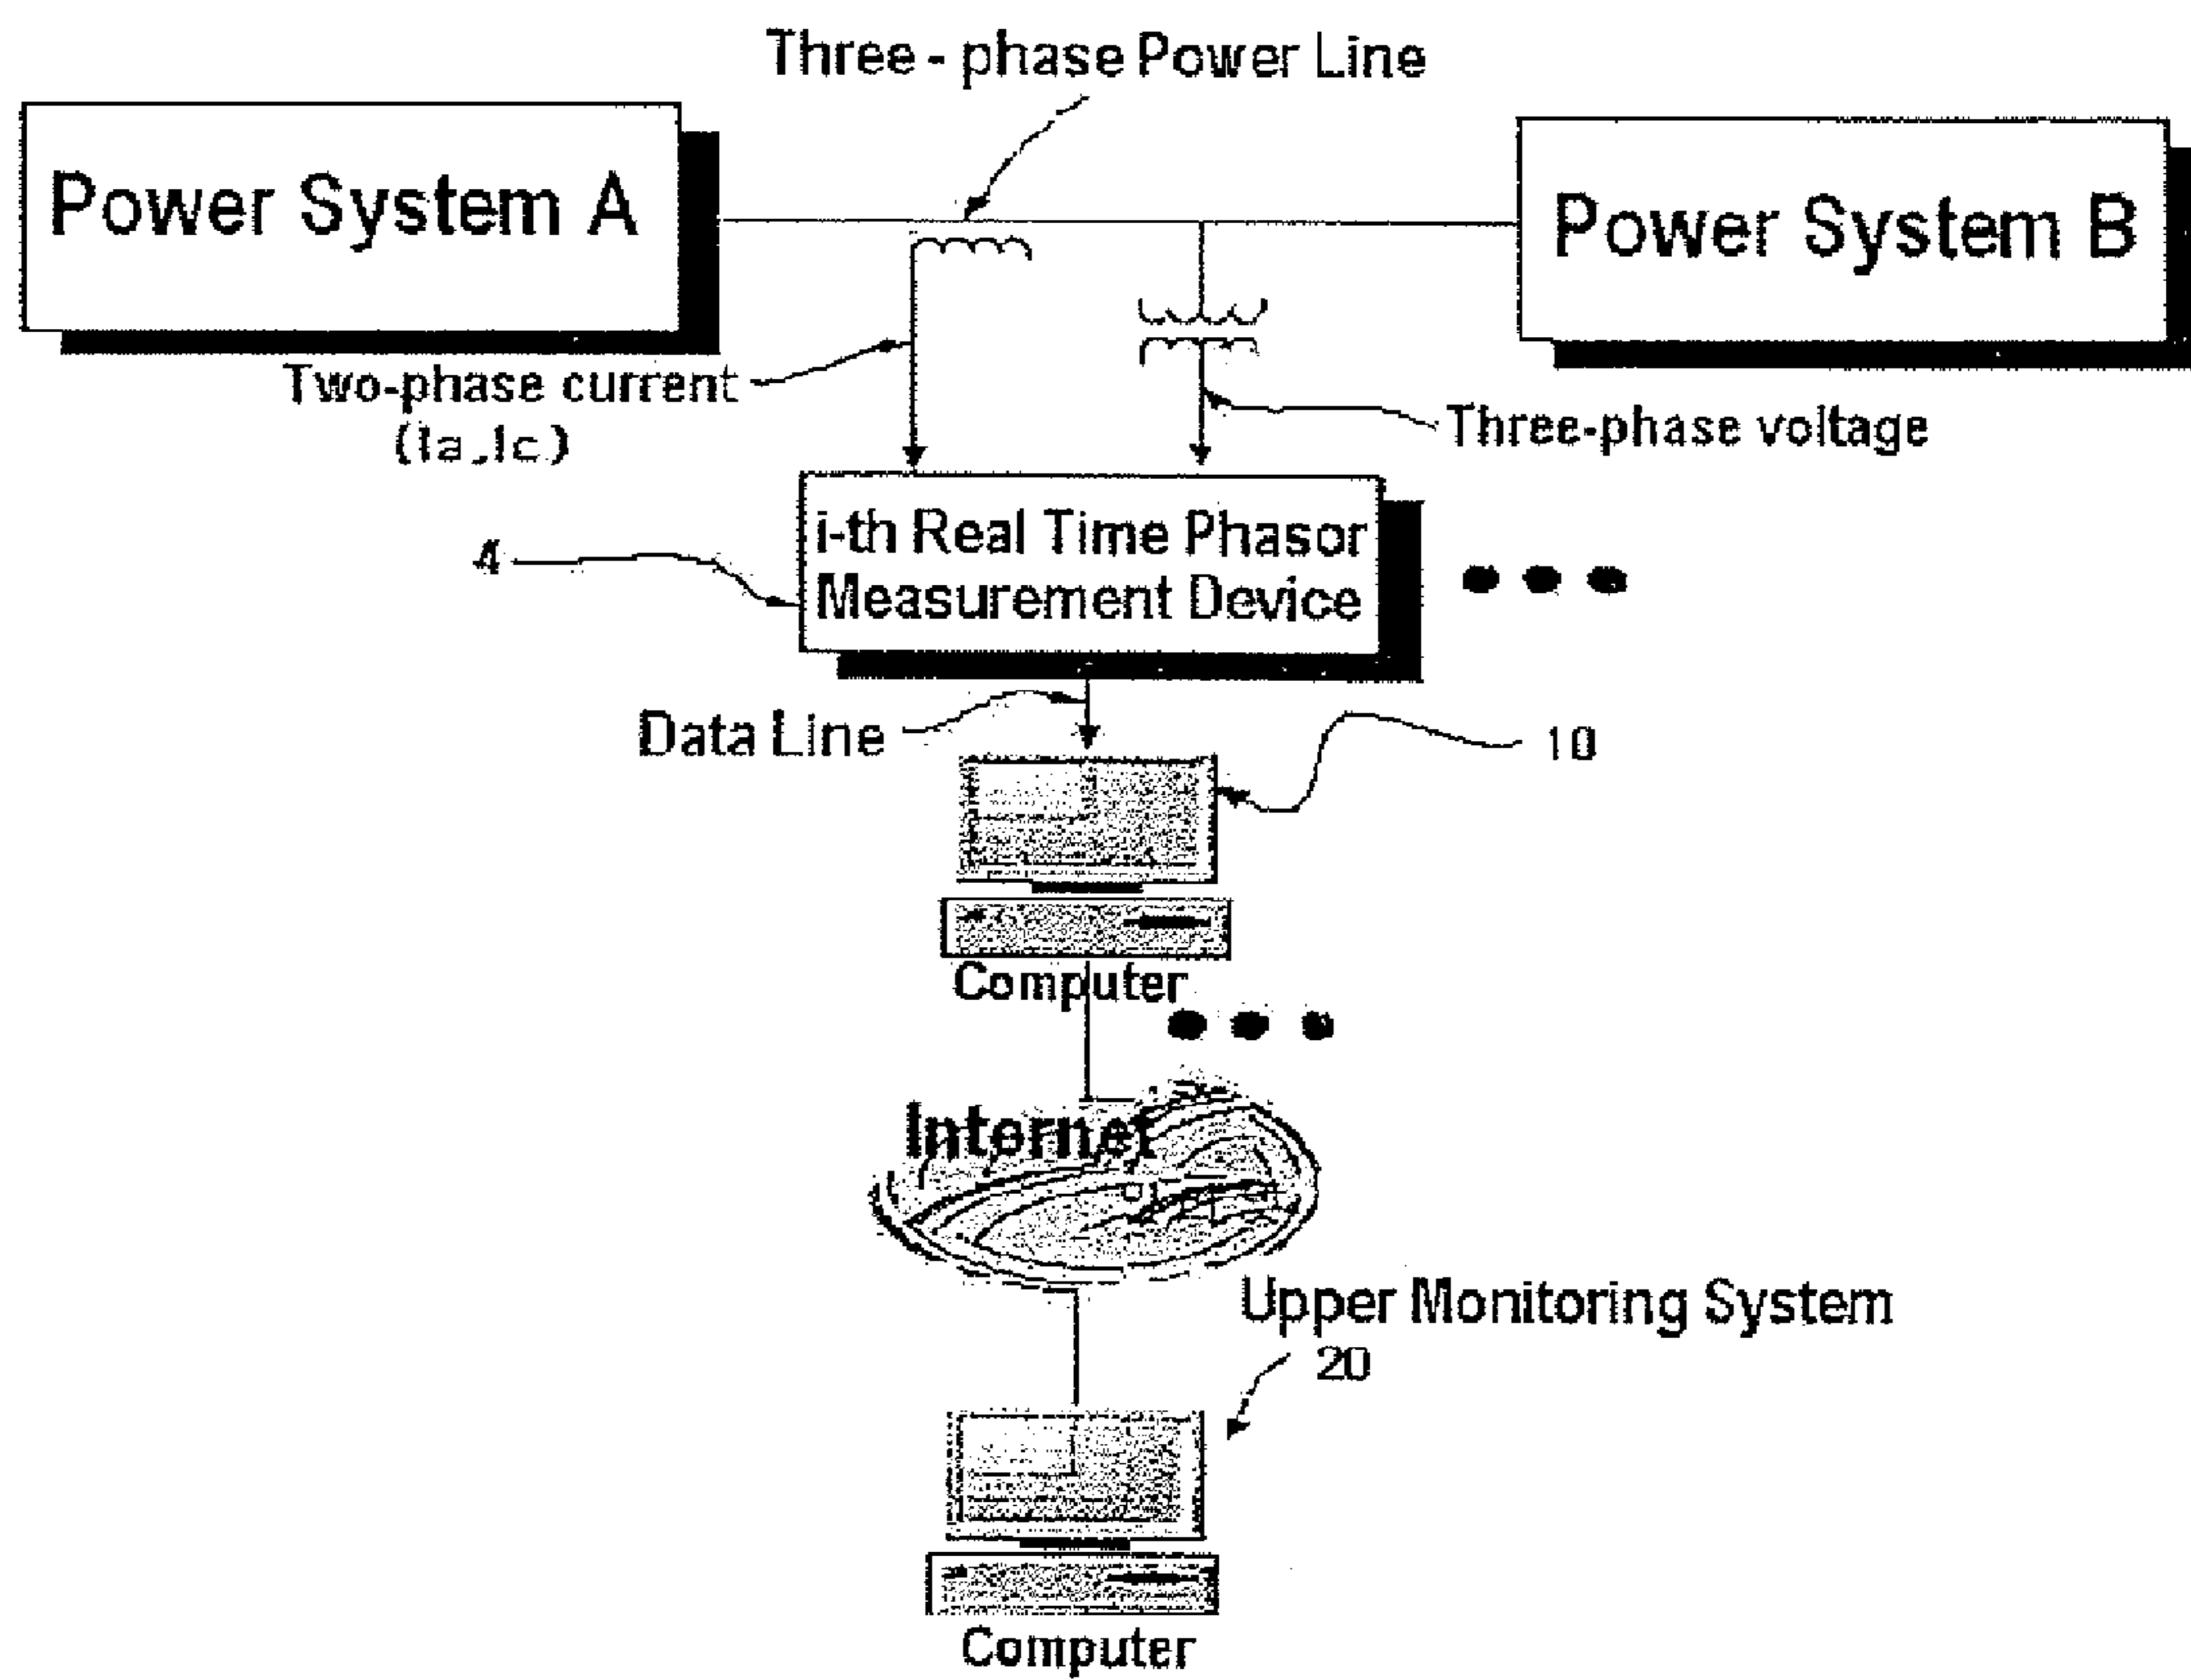 Three - phase Power Line
Power System A
Power System B
Two-phase current
(Ia,Ic)
Three-phase voltage
i-th Real Time Phasor
Measurement Device
4
Data Line
10
Computer
Internet
Upper Monitoring System
20
Computer